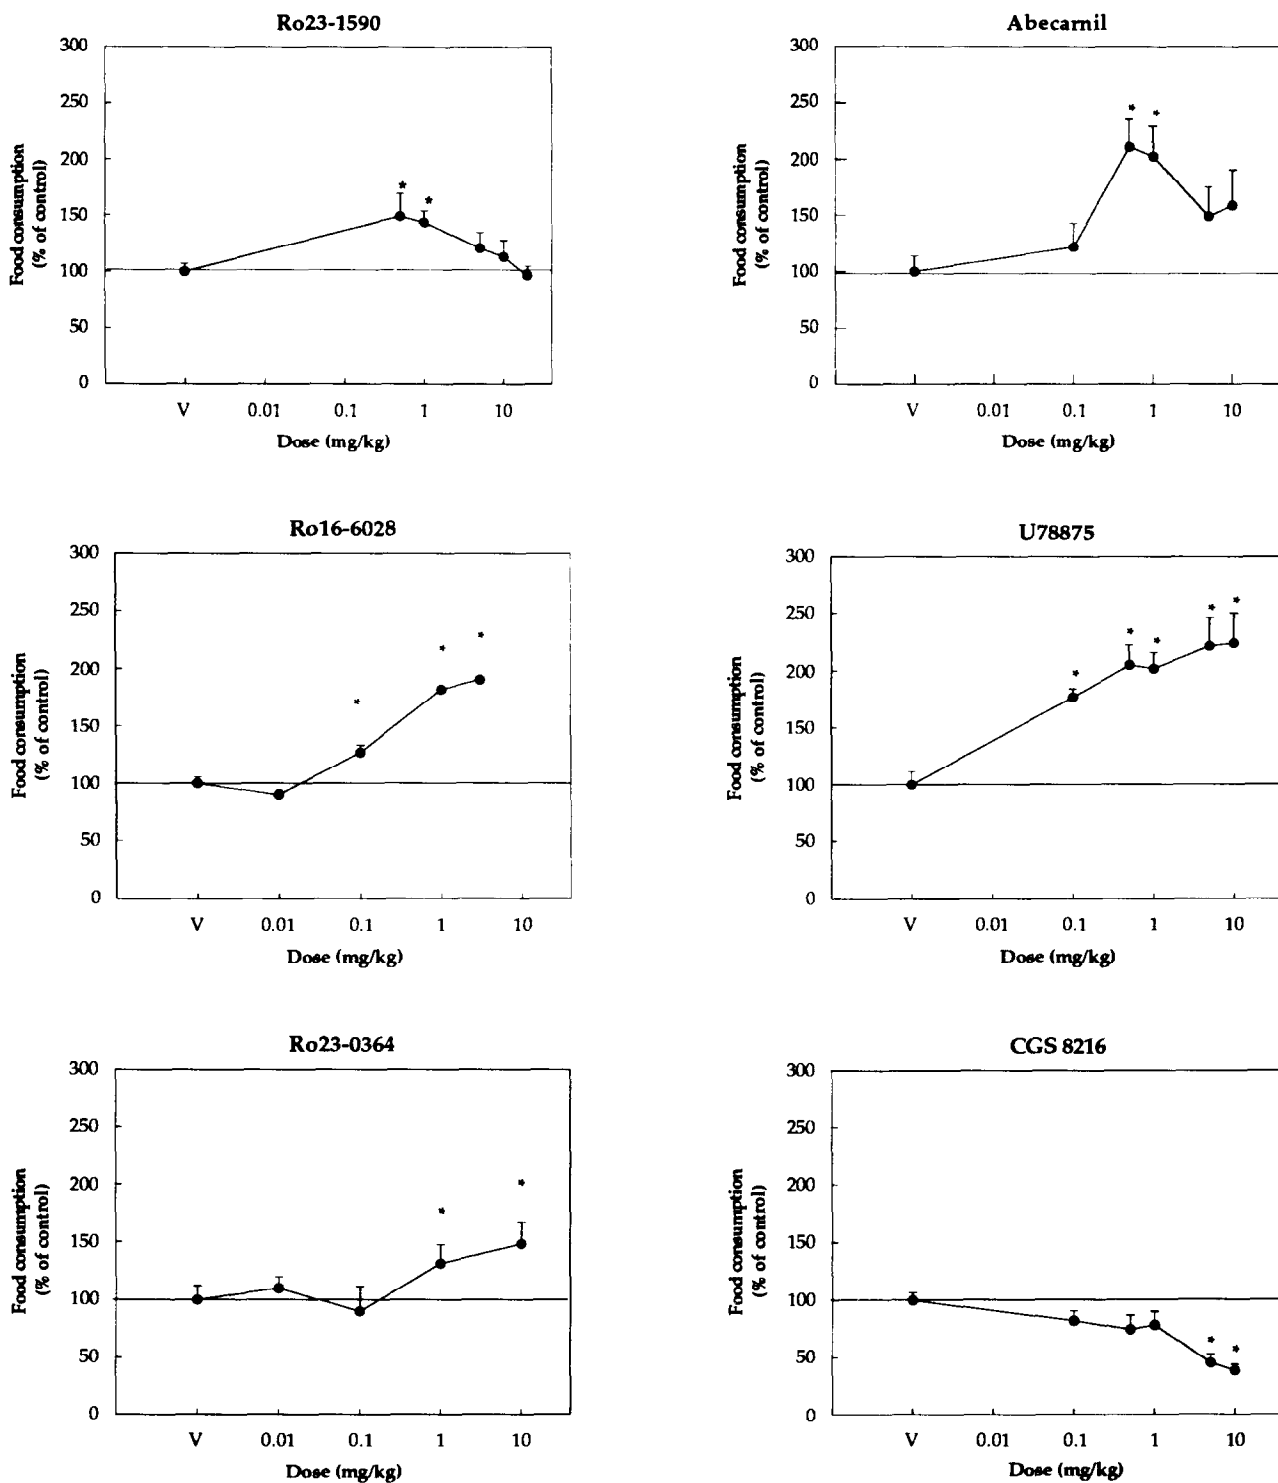 Ro23-1590
300
250
200
150
100
50
0
Food consumption
(% of control)
*
*
V 0.01 0.1 1 10
Dose (mg/kg)
Abecarnil
300
250
200
150
100
50
0
Food consumption
(% of control)
*
*
V 0.01 0.1 1 10
Dose (mg/kg)
Ro16-6028
300
250
200
150
100
50
0
Food consumption
(% of control)
*
*
*
V 0.01 0.1 1 10
Dose (mg/kg)
U78875
300
250
200
150
100
50
0
Food consumption
(% of control)
*
*
*
*
*
V 0.01 0.1 1 10
Dose (mg/kg)
Ro23-0364
300
250
200
150
100
50
0
Food consumption
(% of control)
*
*
V 0.01 0.1 1 10
Dose (mg/kg)
CGS 8216
300
250
200
150
100
50
0
Food consumption
(% of control)
*
*
V 0.01 0.1 1 10
Dose (mg/kg)